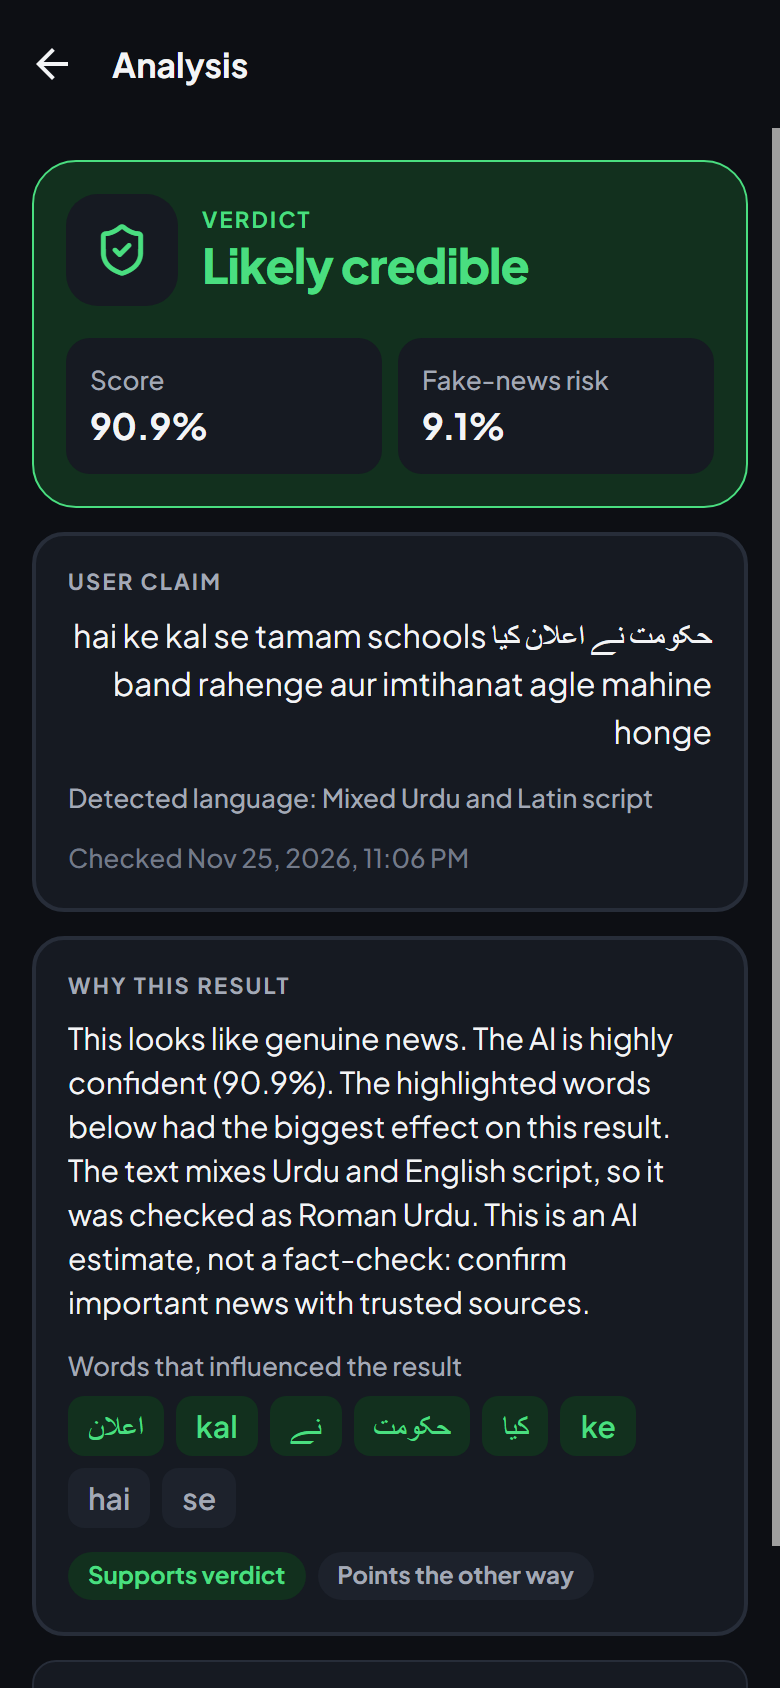 Analysis
VERDICT
Likely credible
Score
90.9%
Fake-news risk
9.1%
USER CLAIM
حکومت نے اعلان کیا hai ke kal se tamam schools
band rahenge aur imtihanat agle mahine
honge
Detected language: Mixed Urdu and Latin script
Checked Nov 25, 2026, 11:06 PM
WHY THIS RESULT
This looks like genuine news. The AI is highly
confident (90.9%). The highlighted words
below had the biggest effect on this result.
The text mixes Urdu and English script, so it
was checked as Roman Urdu. This is an AI
estimate, not a fact-check: confirm
important news with trusted sources.
Words that influenced the result
اعلان kal نے حکومت کیا ke
hai se
Supports verdict Points the other way